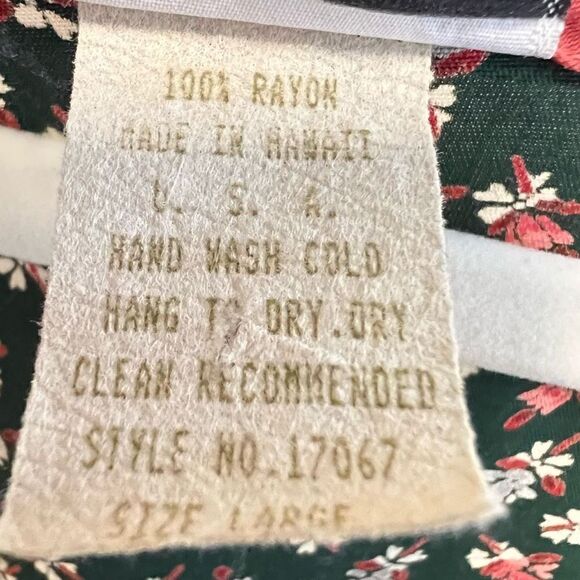 100% RAYON
MADE IN HAWAII
U. S. A.
HAND WASH COLD
HANG TO DRY.DRY
CLEAN RECOMMENDED
STYLE NO.17067
SIZE LARGE